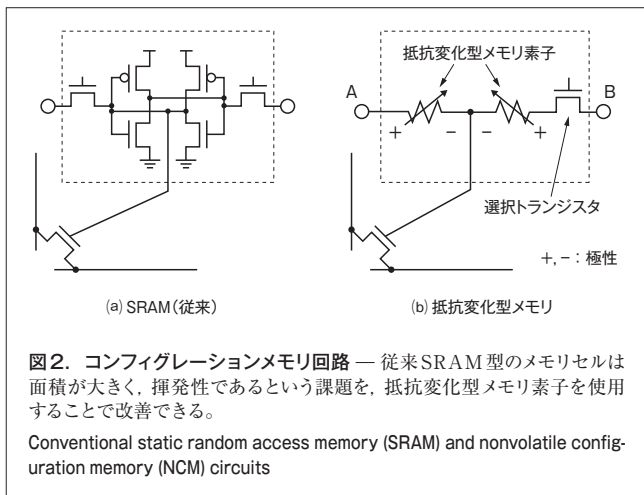 抵抗変化型メモリ素子
A
B
+
−
−
+
選択トランジスタ
+,−：極性
(a) SRAM（従来）
(b) 抵抗変化型メモリ
図2．コンフィグレーションメモリ回路 — 従来SRAM型のメモリセルは
面積が大きく，揮発性であるという課題を，抵抗変化型メモリ素子を使用
することで改善できる。
Conventional static random access memory (SRAM) and nonvolatile config-
uration memory (NCM) circuits